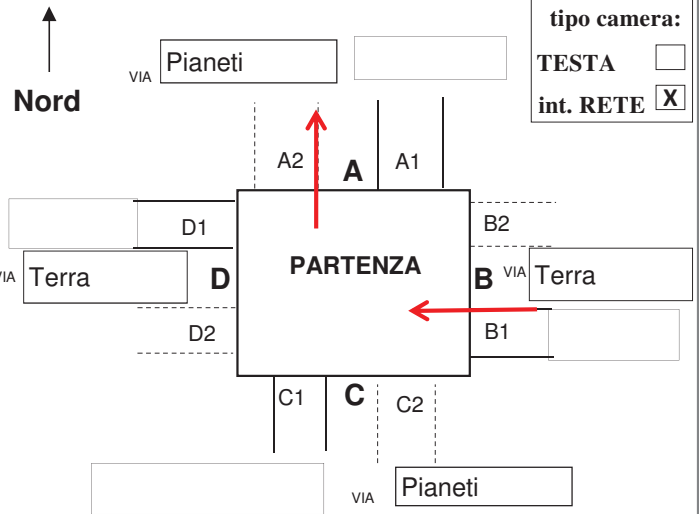 tipo camera:
VIA Pianeti
TESTA
Nord
int. RETE X
A2 A A1
D1 B2
PARTENZA
VIA Terra D B VIA Terra
D2 B1
C1 C C2
VIA Pianeti